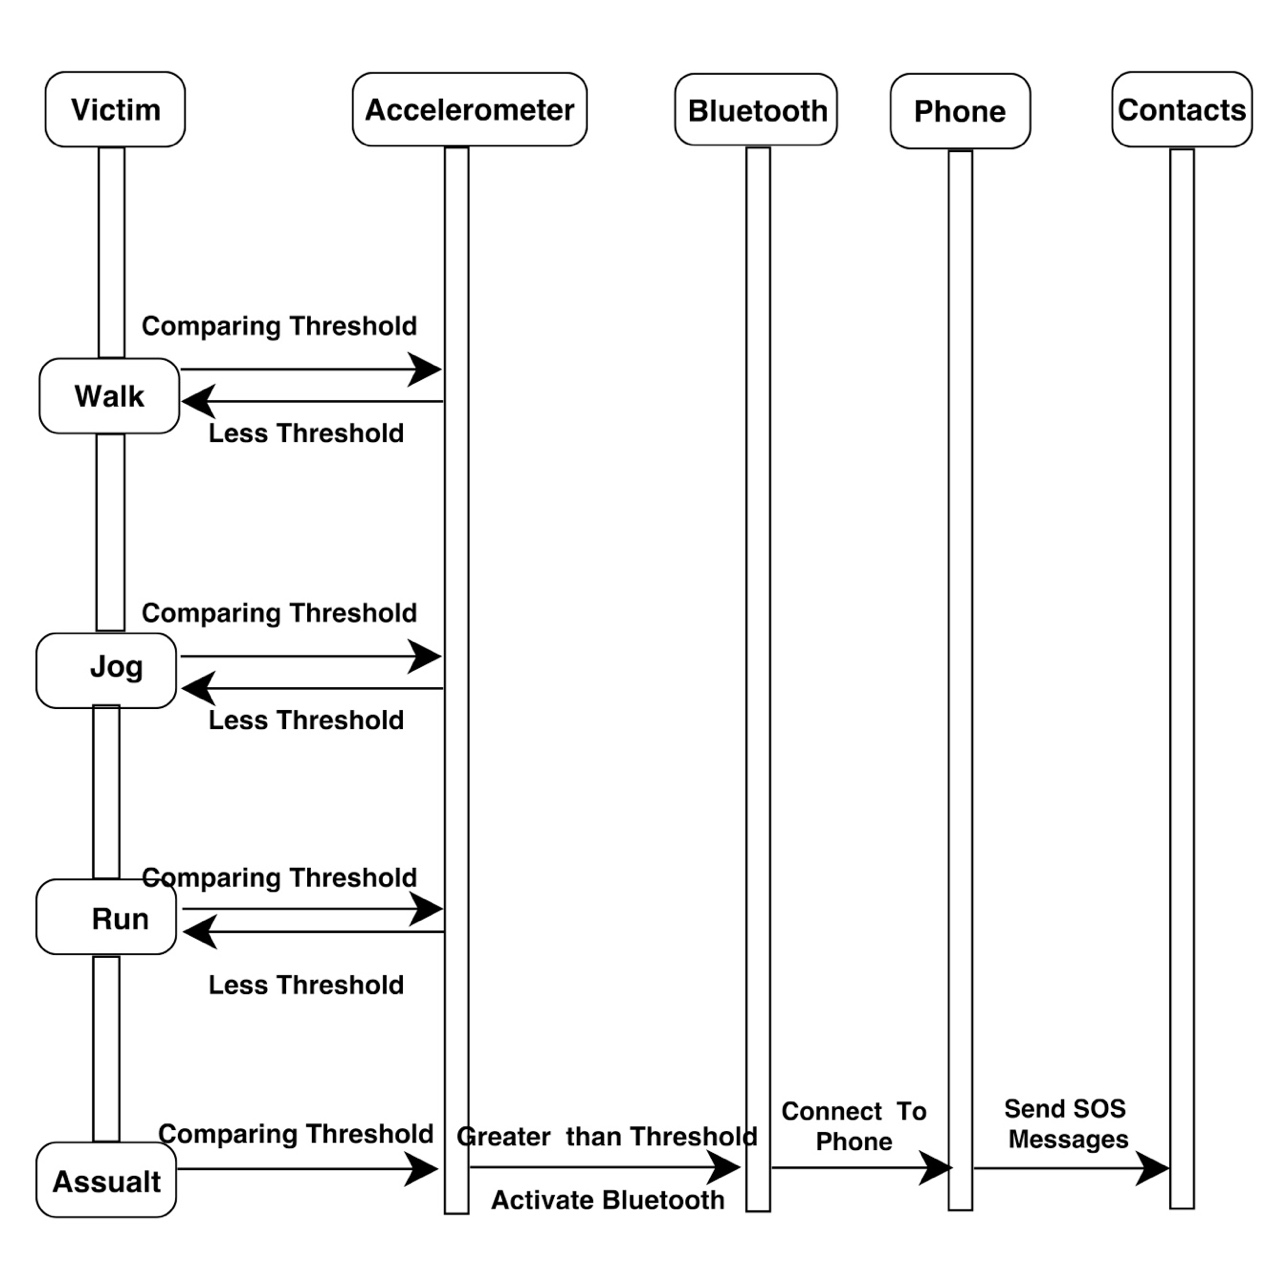 Victim
Accelerometer
Bluetooth
Phone
Contacts
Comparing Threshold
Walk
Less Threshold
Comparing Threshold
Jog
Less Threshold
Comparing Threshold
Run
Less Threshold
Comparing Threshold
Greater than Threshold
Connect To
Phone
Send SOS
Messages
Assualt
Activate Bluetooth